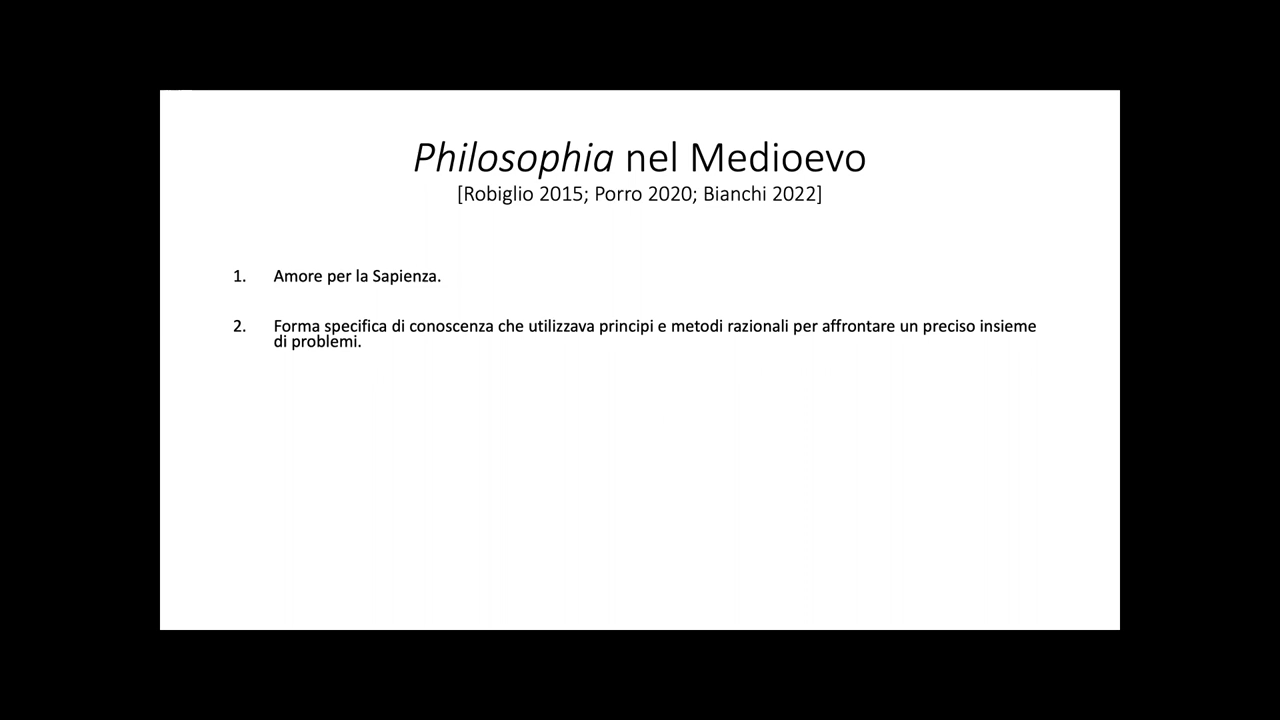 Philosophia nel Medioevo
[Robiglio 2015; Porro 2020; Bianchi 2022]
1. Amore per la Sapienza.
2. Forma specifica di conoscenza che utilizzava principi e metodi razionali per affrontare un preciso insieme
di problemi.